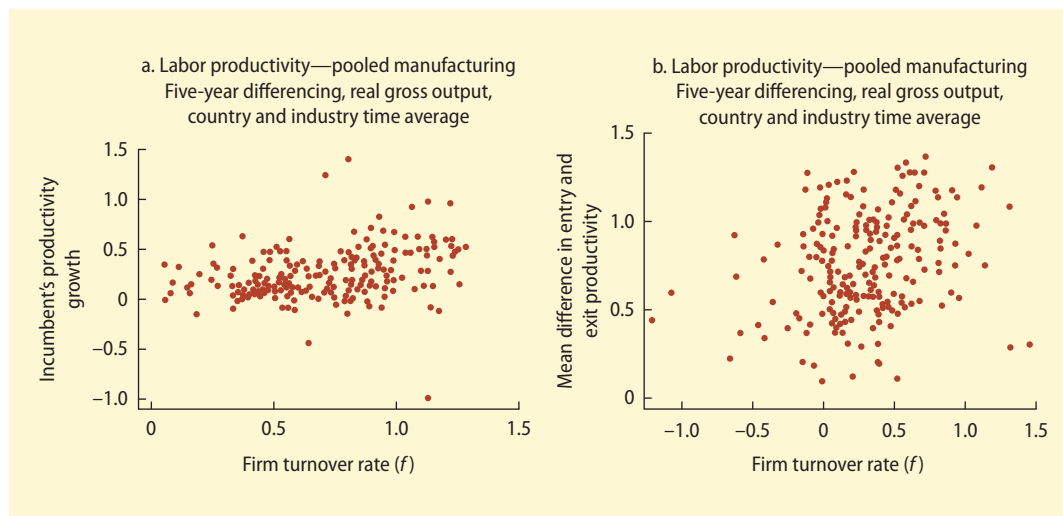 a. Labor productivity—pooled manufacturing
Five-year differencing, real gross output,
country and industry time average
Incumbent's productivity
growth
1.5
1.0
0.5
0
−0.5
−1.0
0
0.5
1.0
1.5
Firm turnover rate (f)
b. Labor productivity—pooled manufacturing
Five-year differencing, real gross output,
country and industry time average
Mean difference in entry and
exit productivity
1.5
1.0
0.5
0
−1.0
−0.5
0
0.5
1.0
1.5
Firm turnover rate (f)